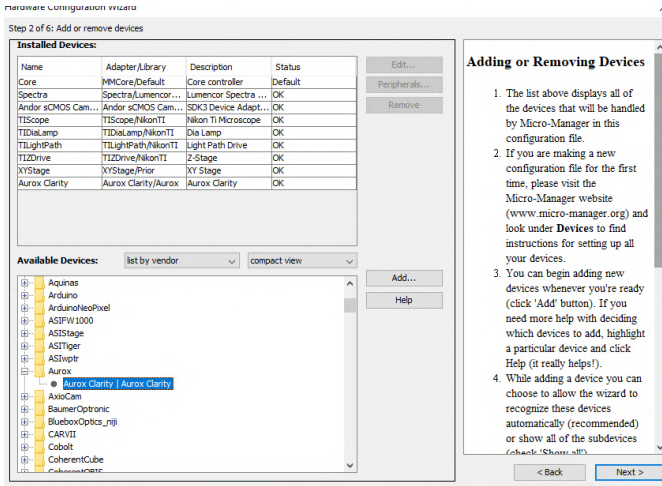 Hardware Configuration Wizard
Step 2 of 6: Add or remove devices
Installed Devices:
Name Adapter/Library Description Status
Core MMCore/Default Core controller Default
Spectra Spectra/Lumencor... Lumencor Spectra ... OK
Andor sCMOS Cam... Andor sCMOS Cam... SDK3 Device Adapt... OK
TIScope TIScope/NikonTI Nikon Ti Microscope OK
TIDiaLamp TIDiaLamp/NikonTI Dia Lamp OK
TILightPath TILightPath/NikonTI Light Path Drive OK
TIZDrive TIZDrive/NikonTI Z-Stage OK
XYStage XYStage/Prior XY Stage OK
Aurox Clarity Aurox Clarity/Aurox Aurox Clarity OK
Edit...
Peripherals...
Remove
Available Devices: list by vendor compact view
Aquinas
Arduino
ArduinoNeoPixel
ASIFW1000
ASIStage
ASITiger
ASIwptr
Aurox
Aurox Clarity | Aurox Clarity
AxioCam
BaumerOptronic
BlueboxOptics_niji
CARVII
Cobolt
CoherentCube
CoherentOBIS
Add...
Help
Adding or Removing Devices
1. The list above displays all of
the devices that will be handled
by Micro-Manager in this
configuration file.
2. If you are making a new
configuration file for the first
time, please visit the
Micro-Manager website
(www.micro-manager.org) and
look under Devices to find
instructions for setting up all
your devices.
3. You can begin adding new
devices whenever you're ready
(click 'Add' button). If you
need more help with deciding
which devices to add, highlight
a particular device and click
Help (it really helps!).
4. While adding a device you can
choose to allow the wizard to
recognize these devices
automatically (recommended)
or show all of the subdevices
(check 'Show all')
< Back Next >